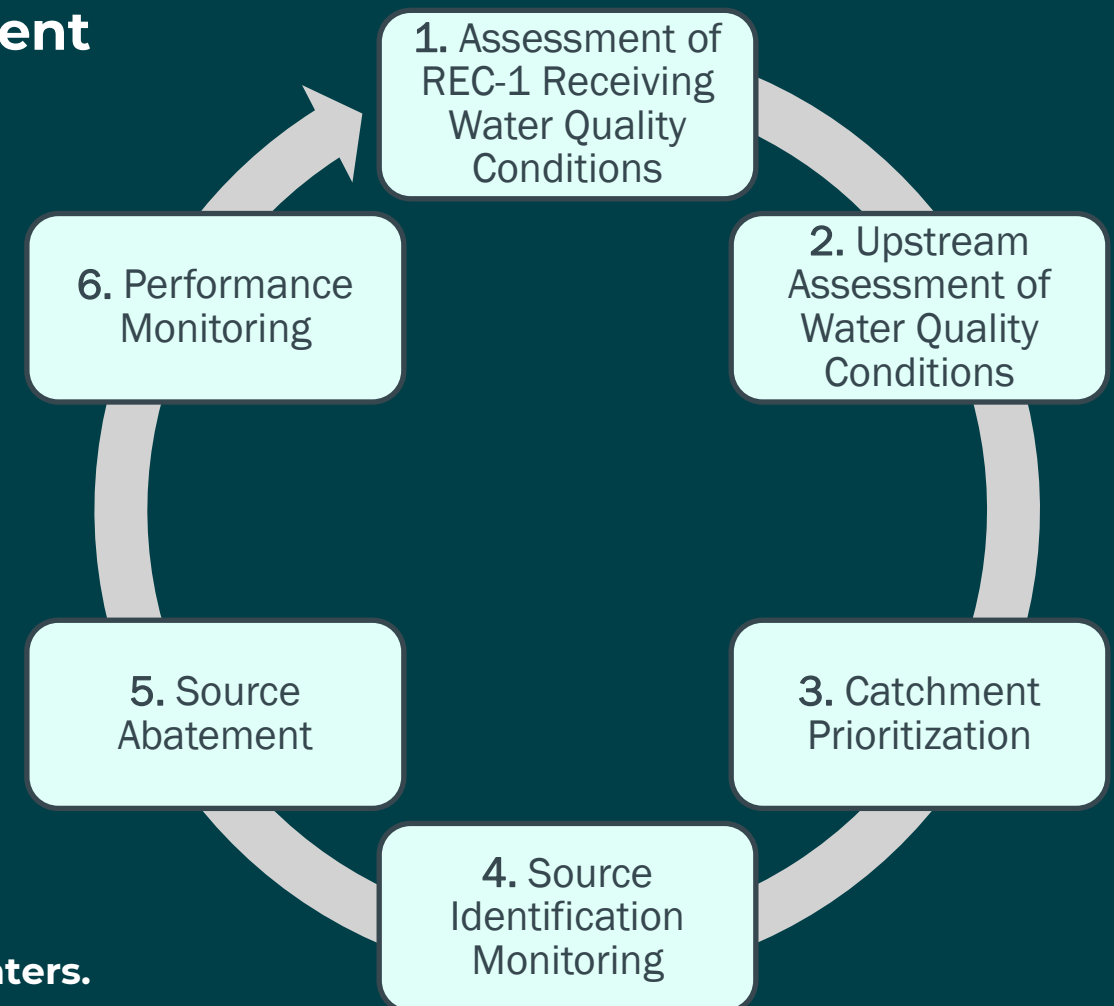 ent
1. Assessment of
REC-1 Receiving
Water Quality
Conditions
2. Upstream
Assessment of
Water Quality
Conditions
3. Catchment
Prioritization
4. Source
Identification
Monitoring
5. Source
Abatement
6. Performance
Monitoring
aters.